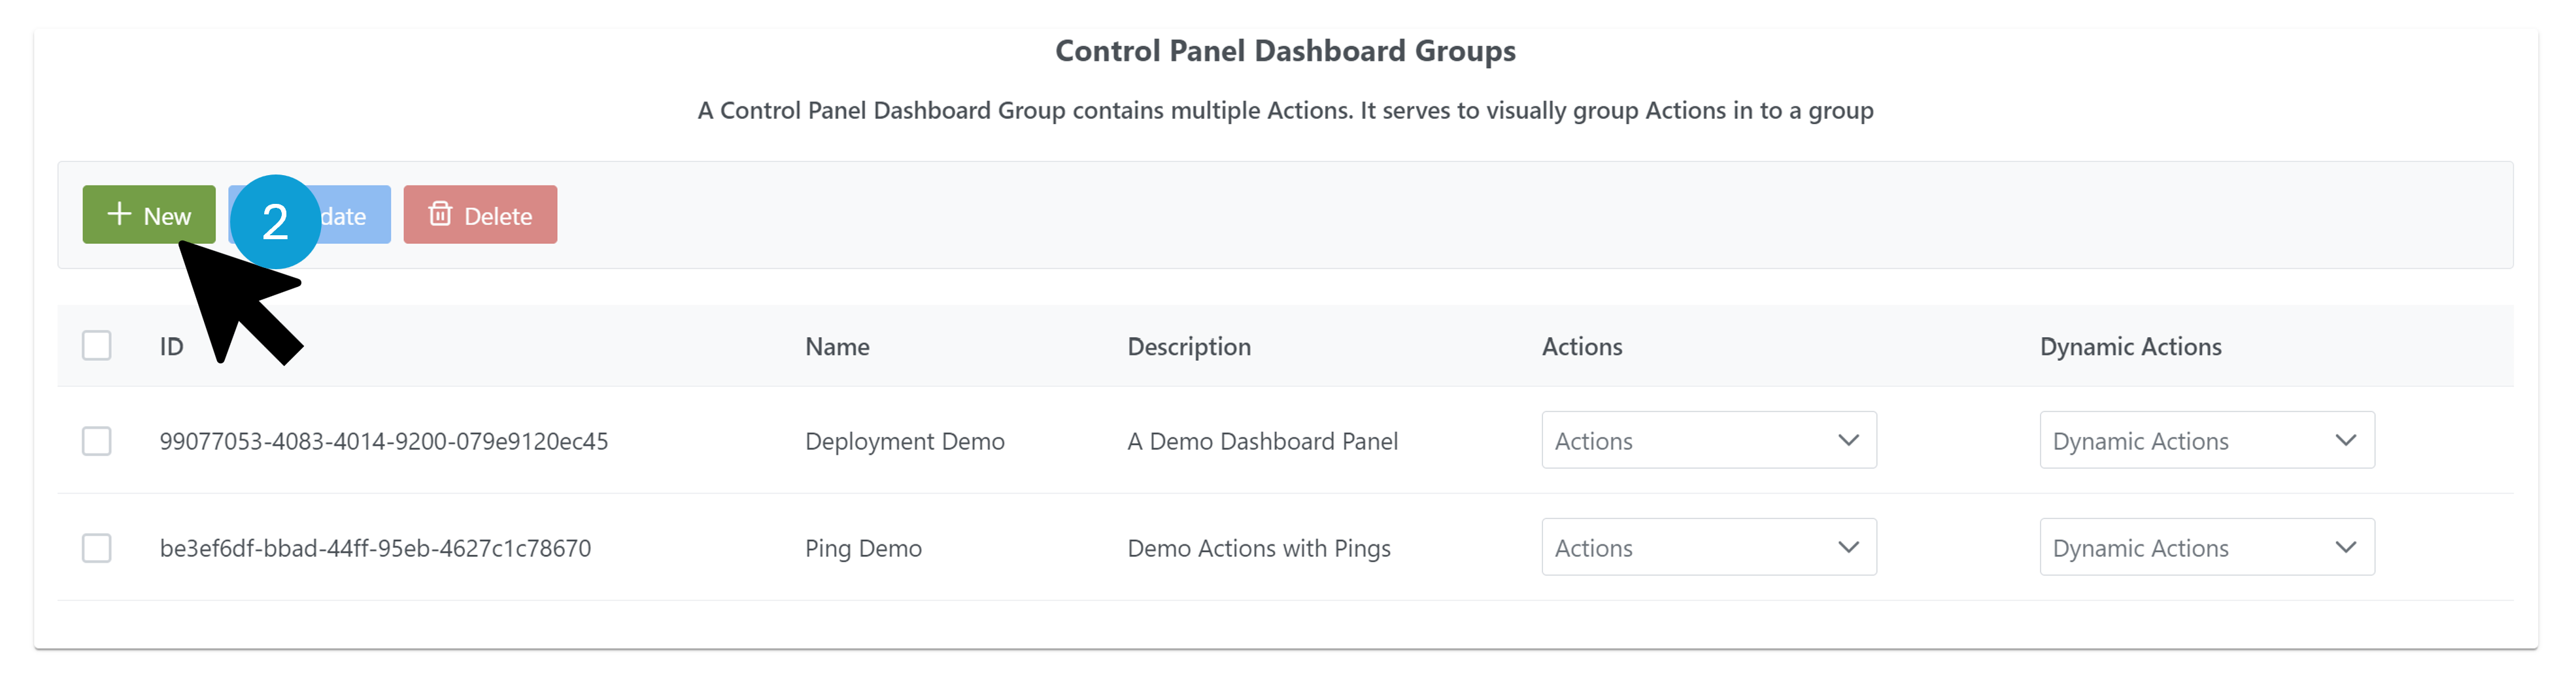 Control Panel Dashboard Groups
A Control Panel Dashboard Group contains multiple Actions. It serves to visually group Actions in to a group
New 2 date Delete
ID Name Description Actions Dynamic Actions
99077053-4083-4014-9200-079e9120ec45 Deployment Demo A Demo Dashboard Panel Actions Dynamic Actions
be3ef6df-bbad-44ff-95eb-4627c1c78670 Ping Demo Demo Actions with Pings Actions Dynamic Actions